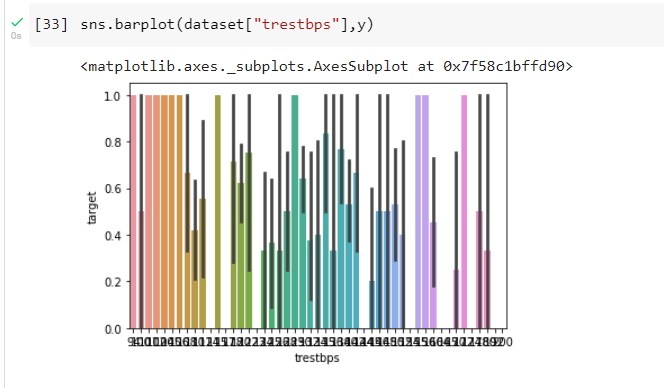 [33] sns.barplot(dataset["trestbps"],y)
0s
<matplotlib.axes._subplots.AxesSubplot at 0x7f58c1bffd90>
1.0
0.8
0.6
0.4
0.2
0.0
target
trestbps